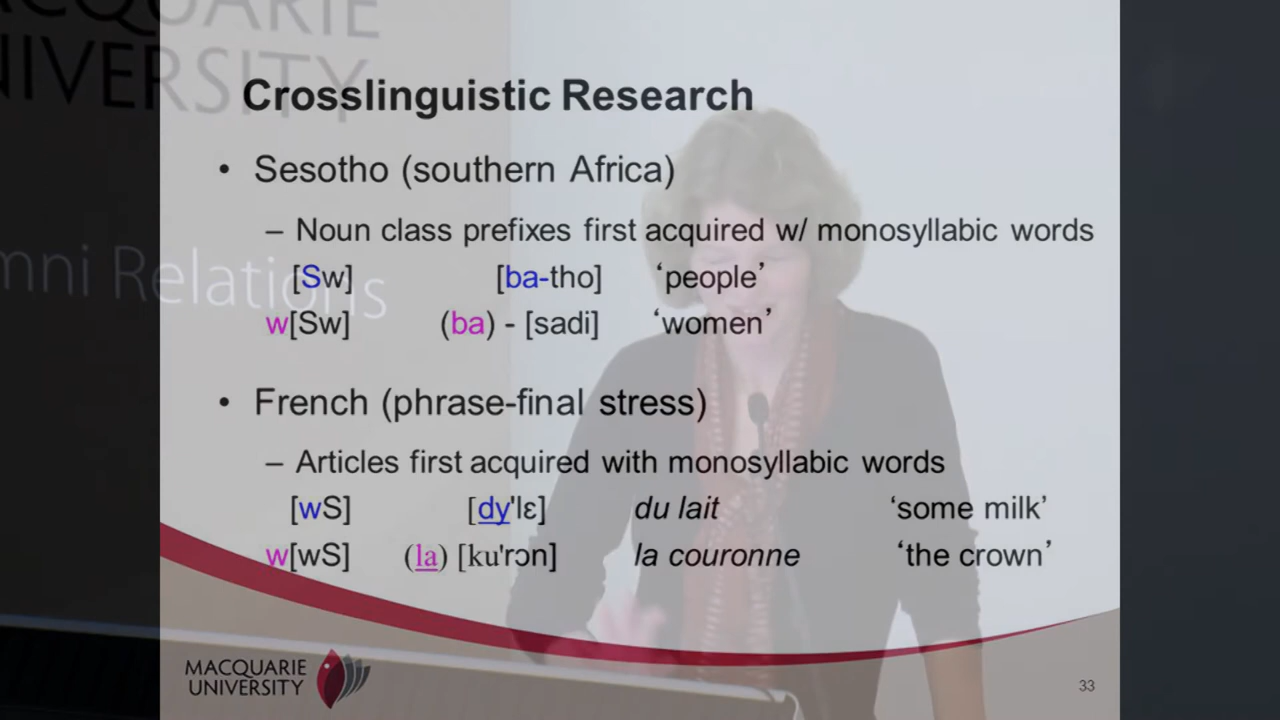 ACQUARIE
NIVERSITY
mni Relations
Crosslinguistic Research
• Sesotho (southern Africa)
– Noun class prefixes first acquired w/ monosyllabic words
[Sw] [ba-tho] ‘people’
w[Sw] (ba) - [sadi] ‘women’
• French (phrase-final stress)
– Articles first acquired with monosyllabic words
[wS] [dy'lɛ] du lait ‘some milk’
w[wS] (la) [ku'rɔn] la couronne ‘the crown’
MACQUARIE
UNIVERSITY
33